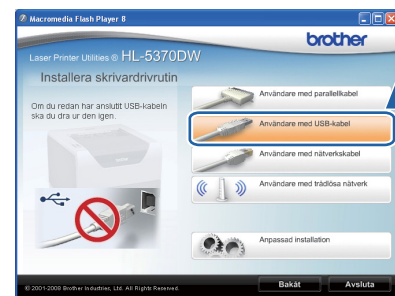 Macromedia Flash Player 8
brother
Laser Printer Utilities ® HL-5370DW
Installera skrivardrivrutin
Om du redan har anslutit USB-kabeln
ska du dra ur den igen.
Användare med parallellkabel
Användare med USB-kabel
Användare med nätverkskabel
Användare med trådlösa nätverk
Anpassad installation
© 2001-2008 Brother Industries, Ltd. All Rights Reserved.
Bakåt
Avsluta